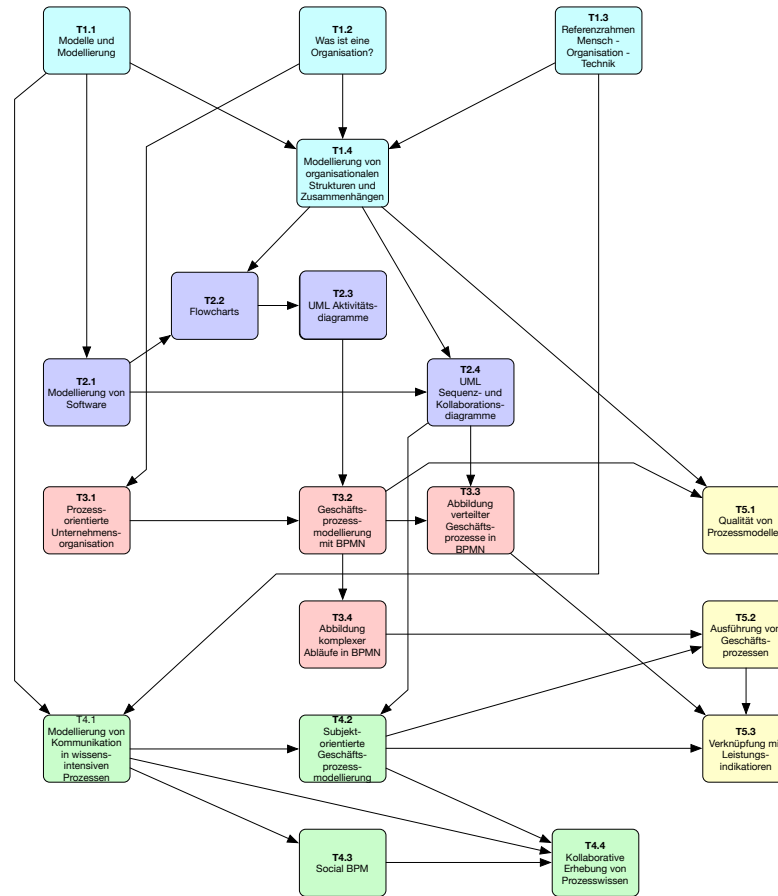 T1.1
Modelle und
Modellierung
T1.2
Was ist eine
Organisation?
T1.3
Referenzrahmen
Mensch -
Organisation -
Technik
T1.4
Modellierung von
organisationalen
Strukturen und
Zusammenhängen
T2.2
Flowcharts
T2.3
UML Aktivitäts-
diagramme
T2.1
Modellierung von
Software
T2.4
UML
Sequenz- und
Kollaborations-
diagramme
T3.1
Prozess-
orientierte
Unternehmens-
organisation
T3.2
Geschäfts-
prozess-
modellierung
mit BPMN
T3.3
Abbildung
verteilter
Geschäfts-
prozesse in
BPMN
T5.1
Qualität von
Prozessmodelle
T3.4
Abbildung
komplexer
Abläufe in BPMN
T5.2
Ausführung von
Geschäfts-
prozessen
T4.1
Modellierung von
Kommunikation
in wissens-
intensiven
Prozessen
T4.2
Subjekt-
orientierte
Geschäfts-
prozess-
modellierung
T5.3
Verknüpfung mit
Leistungs-
indikatioren
T4.3
Social BPM
T4.4
Kollaborative
Erhebung von
Prozesswissen